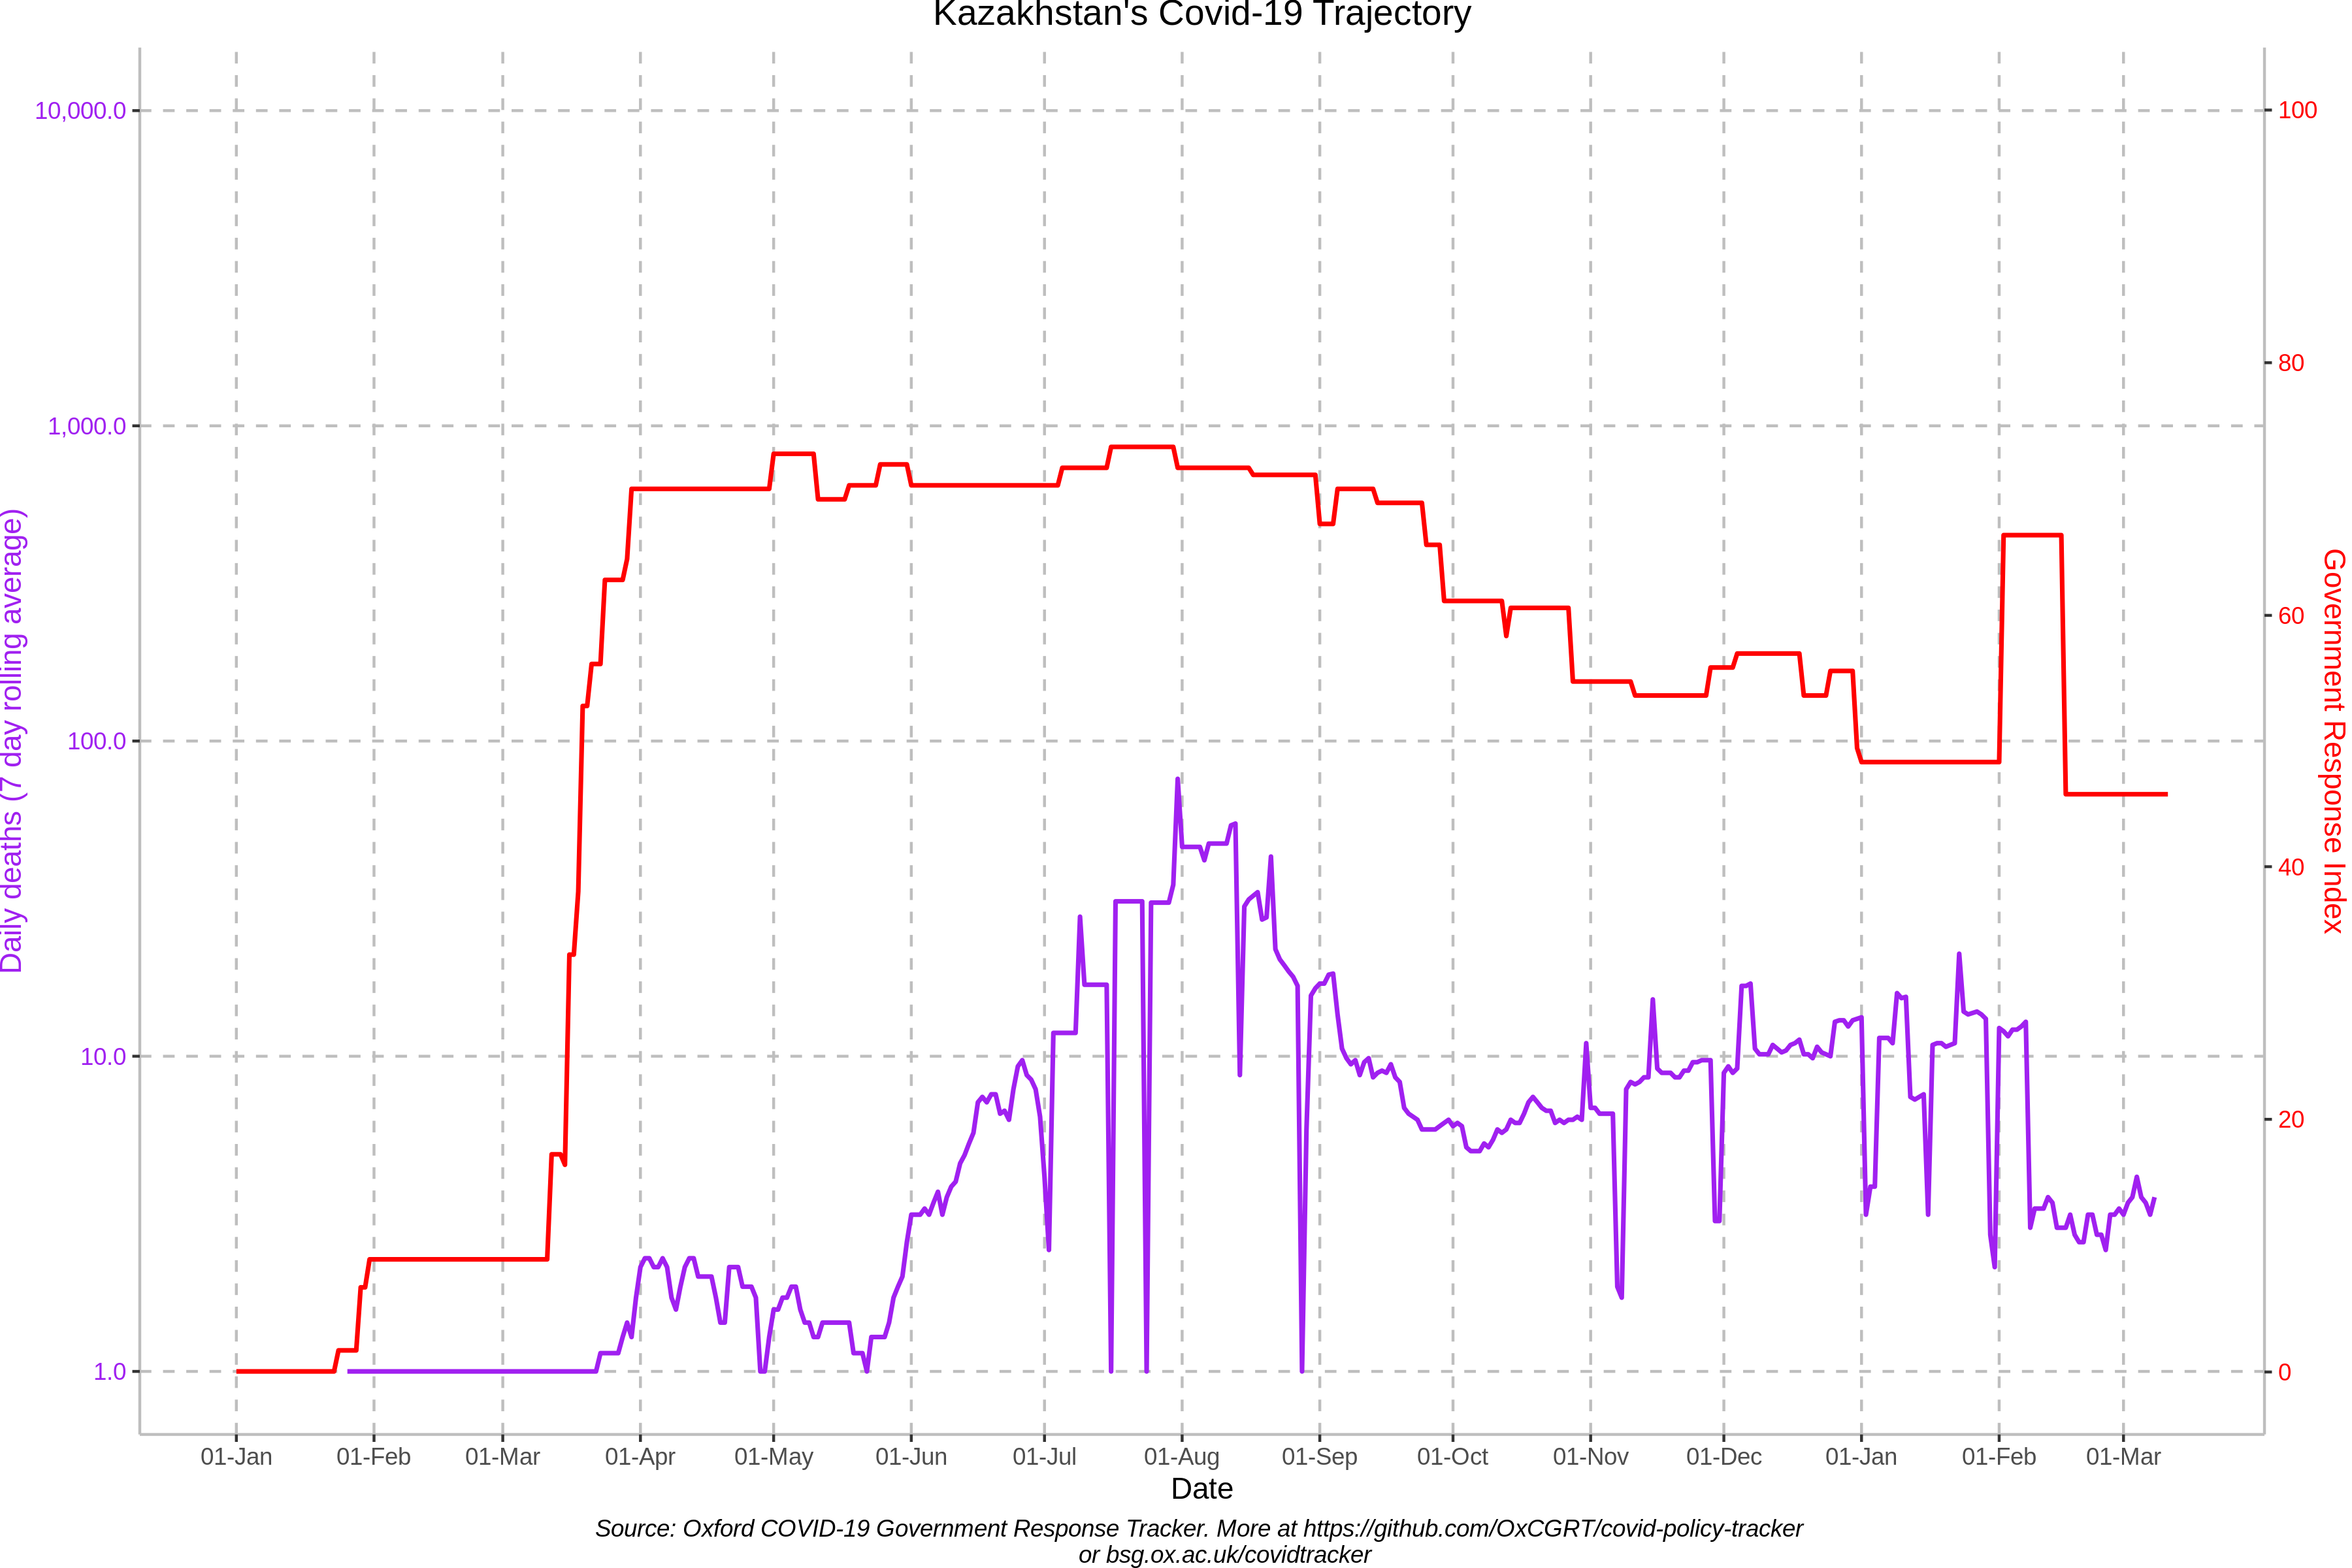 Kazakhstan's Covid-19 Trajectory
10,000.0
1,000.0
100.0
10.0
1.0
Daily deaths (7 day rolling average)
100
80
60
40
20
0
Government Response Index
01-Jan
01-Feb
01-Mar
01-Apr
01-May
01-Jun
01-Jul
01-Aug
01-Sep
01-Oct
01-Nov
01-Dec
01-Jan
01-Feb
01-Mar
Date
Source: Oxford COVID-19 Government Response Tracker. More at https://github.com/OxCGRT/covid-policy-tracker
or bsg.ox.ac.uk/covidtracker